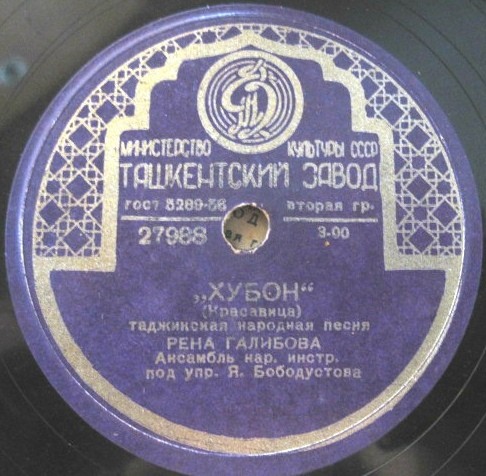 МИНИСТЕРСТВО КУЛЬТУРЫ СССР
ТАШКЕНТСКИЙ ЗАВОД
гост 5289-56 вторая гр.
27988 3-00
„ХУБОН“
(Красавица)
таджикская народная песня
РЕНА ГАЛИБОВА
Ансамбль нар. инстр.
под упр. Я. Бободустова